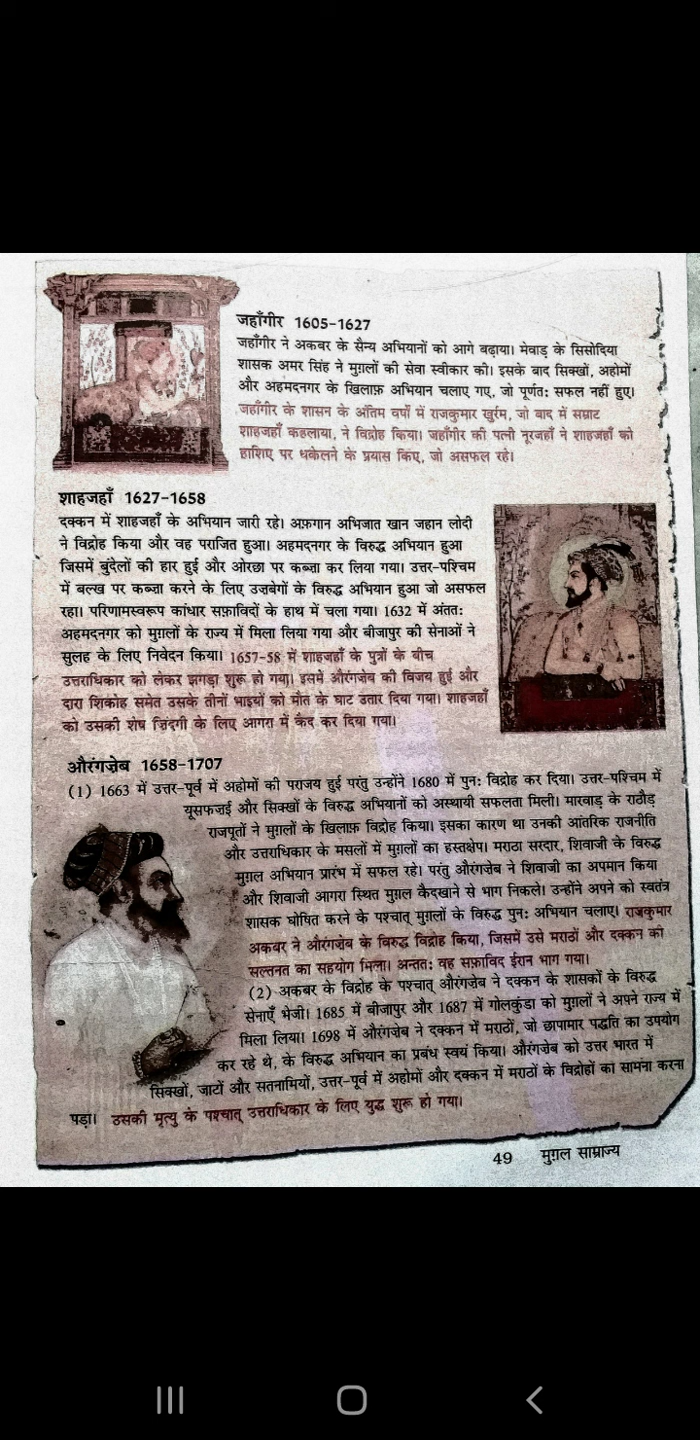 जहाँगीर 1605-1627
जहाँगीर ने अकबर के सैन्य अभियानों को आगे बढ़ाया। मेवाड़ के सिसोदिया
शासक अमर सिंह ने मुग़लों की सेवा स्वीकार की। इसके बाद सिक्खों, अहोमों
और अहमदनगर के खिलाफ़ अभियान चलाए गए, जो पूर्णतः सफल नहीं हुए।
जहाँगीर के शासन के अंतिम वर्षों में राजकुमार खुर्रम, जो बाद में सम्राट
शाहजहाँ कहलाया, ने विद्रोह किया। जहाँगीर की पत्नी नूरजहाँ ने शाहजहाँ को
हाशिए पर धकेलने के प्रयास किए, जो असफल रहे।
शाहजहाँ 1627-1658
दक्कन में शाहजहाँ के अभियान जारी रहे। अफ़गान अभिजात खान जहान लोदी
ने विद्रोह किया और वह पराजित हुआ। अहमदनगर के विरुद्ध अभियान हुआ
जिसमें बुंदेलों की हार हुई और ओरछा पर कब्ज़ा कर लिया गया। उत्तर-पश्चिम
में बल्ख पर कब्ज़ा करने के लिए उज़बेगों के विरुद्ध अभियान हुआ जो असफल
रहा। परिणामस्वरूप कांधार सफ़ाविदों के हाथ में चला गया। 1632 में अंततः
अहमदनगर को मुग़लों के राज्य में मिला लिया गया और बीजापुर की सेनाओं ने
सुलह के लिए निवेदन किया। 1657-58 में शाहजहाँ के पुत्रों के बीच
उत्तराधिकार को लेकर झगड़ा शुरू हो गया। इसमें औरंगज़ेब की विजय हुई और
दारा शिकोह समेत उसके तीनों भाइयों को मौत के घाट उतार दिया गया। शाहजहाँ
को उसकी शेष ज़िंदगी के लिए आगरा में कैद कर दिया गया।
औरंगज़ेब 1658-1707
(1) 1663 में उत्तर-पूर्व में अहोमों की पराजय हुई परंतु उन्होंने 1680 में पुनः विद्रोह कर दिया। उत्तर-पश्चिम में
यूसफज़ई और सिक्खों के विरुद्ध अभियानों को अस्थायी सफलता मिली। मारवाड़ के राठौड़
राजपूतों ने मुग़लों के खिलाफ़ विद्रोह किया। इसका कारण था उनकी आंतरिक राजनीति
और उत्तराधिकार के मसलों में मुग़लों का हस्तक्षेप। मराठा सरदार, शिवाजी के विरुद्ध
मुग़ल अभियान प्रारंभ में सफल रहे। परंतु औरंगज़ेब ने शिवाजी का अपमान किया
और शिवाजी आगरा स्थित मुग़ल कैदखाने से भाग निकले। उन्होंने अपने को स्वतंत्र
शासक घोषित करने के पश्चात् मुग़लों के विरुद्ध पुनः अभियान चलाए। राजकुमार
अकबर ने औरंगज़ेब के विरुद्ध विद्रोह किया, जिसमें उसे मराठों और दक्कन की
सल्तनत का सहयोग मिला। अन्ततः वह सफ़ाविद ईरान भाग गया।
(2) अकबर के विद्रोह के पश्चात् औरंगज़ेब ने दक्कन के शासकों के विरुद्ध
सेनाएँ भेजी। 1685 में बीजापुर और 1687 में गोलकुंडा को मुग़लों ने अपने राज्य में
मिला लिया। 1698 में औरंगज़ेब ने दक्कन में मराठों, जो छापामार पद्धति का उपयोग
कर रहे थे, के विरुद्ध अभियान का प्रबंध स्वयं किया। औरंगज़ेब को उत्तर भारत में
सिक्खों, जाटों और सतनामियों, उत्तर-पूर्व में अहोमों और दक्कन में मराठों के विद्रोहों का सामना करना
पड़ा। उसकी मृत्यु के पश्चात् उत्तराधिकार के लिए युद्ध शुरू हो गया।
49 मुग़ल साम्राज्य